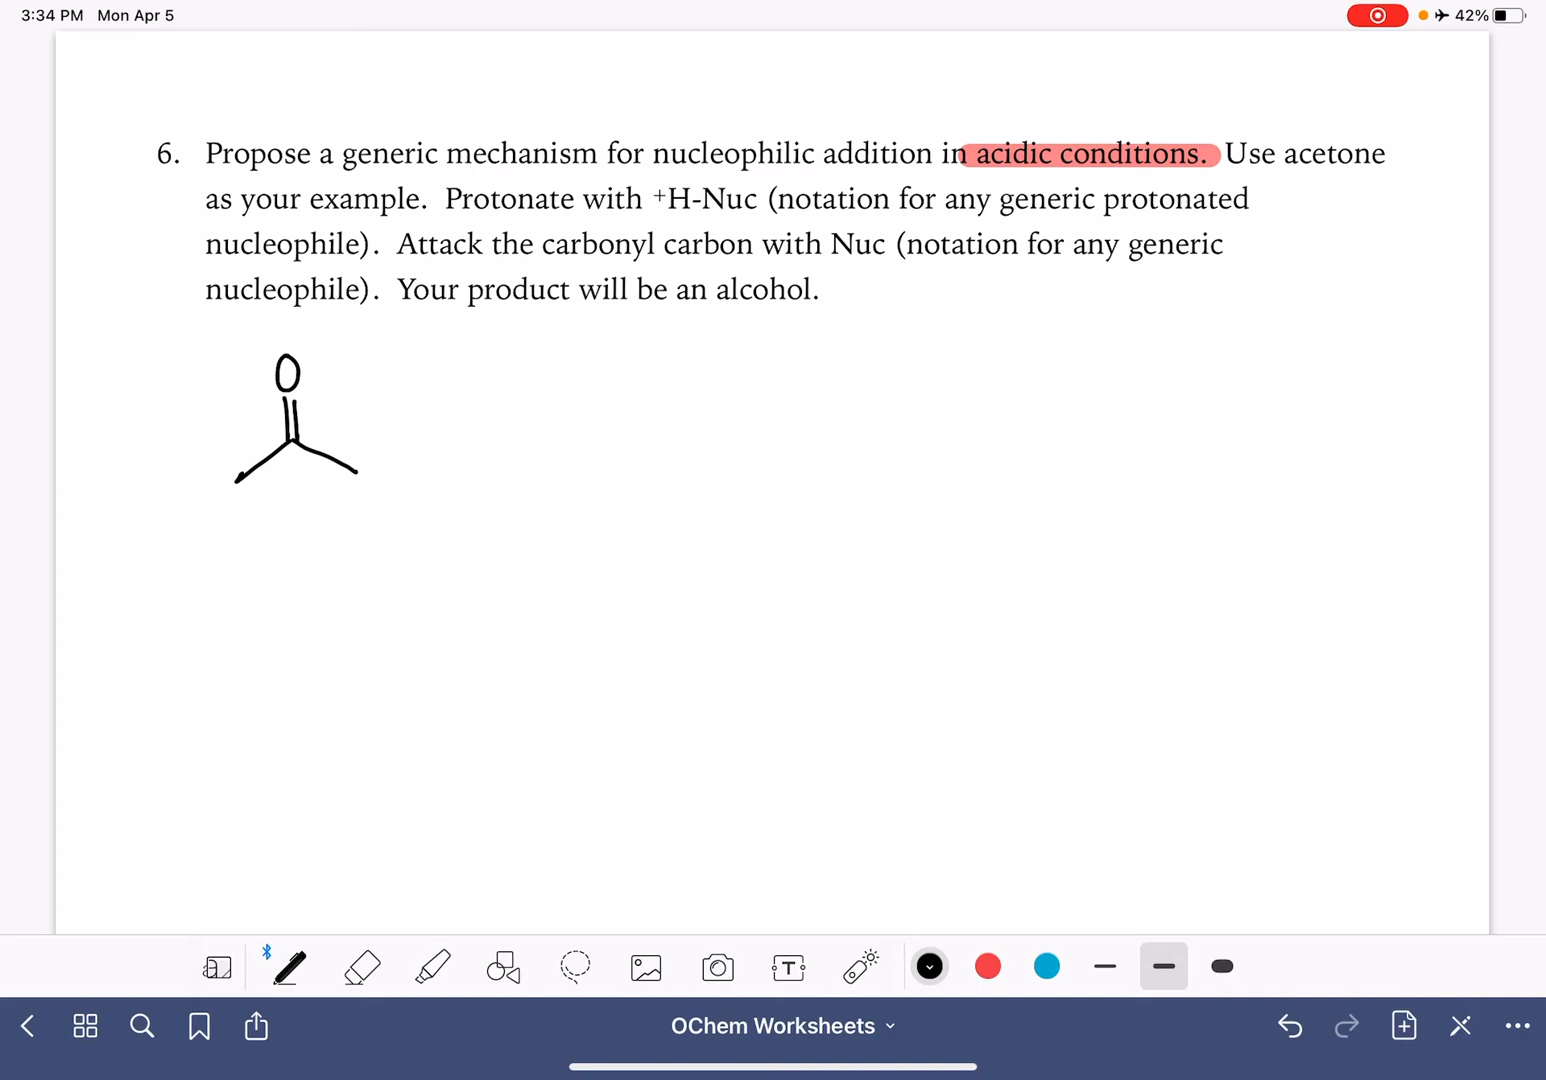 3:34 PM Mon Apr 5
42%
6. Propose a generic mechanism for nucleophilic addition in acidic conditions. Use acetone
as your example. Protonate with ⁺H-Nuc (notation for any generic protonated
nucleophile). Attack the carbonyl carbon with Nuc (notation for any generic
nucleophile). Your product will be an alcohol.
O
a
T
OChem Worksheets